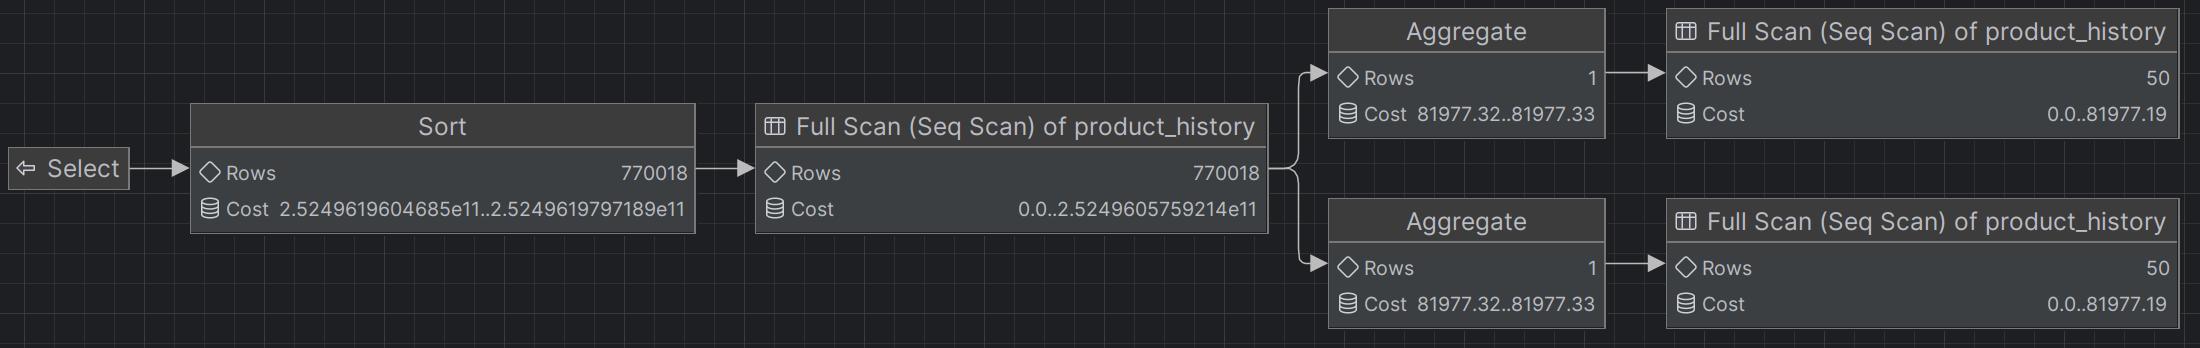 Select
Sort
Rows 770018
Cost 2.5249619604685e11..2.52496197971​89e11
Full Scan (Seq Scan) of product_history
Rows 770018
Cost 0.0..2.5249605759214e11
Aggregate
Rows 1
Cost 81977.32..81977.33
Full Scan (Seq Scan) of product_history
Rows 50
Cost 0.0..81977.19
Aggregate
Rows 1
Cost 81977.32..81977.33
Full Scan (Seq Scan) of product_history
Rows 50
Cost 0.0..81977.19